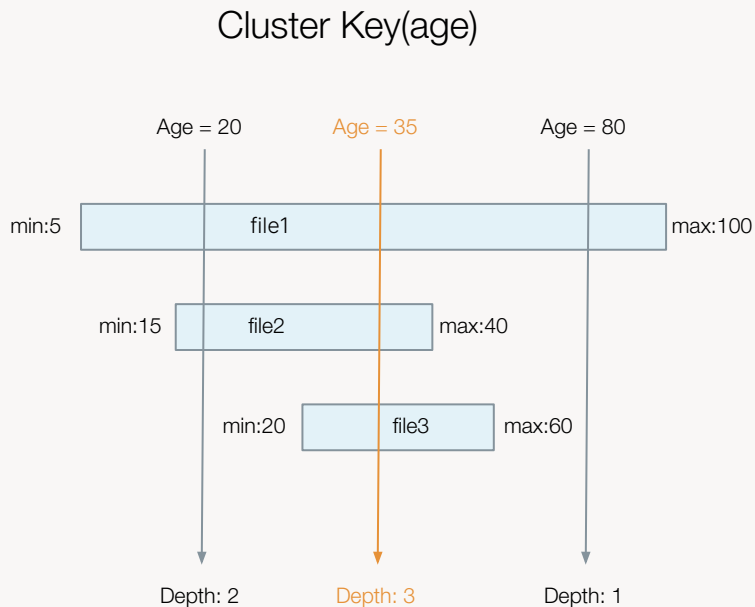 Cluster Key(age)
Age = 20
Age = 35
Age = 80
min:5
file1
max:100
min:15
file2
max:40
min:20
file3
max:60
Depth: 2
Depth: 3
Depth: 1